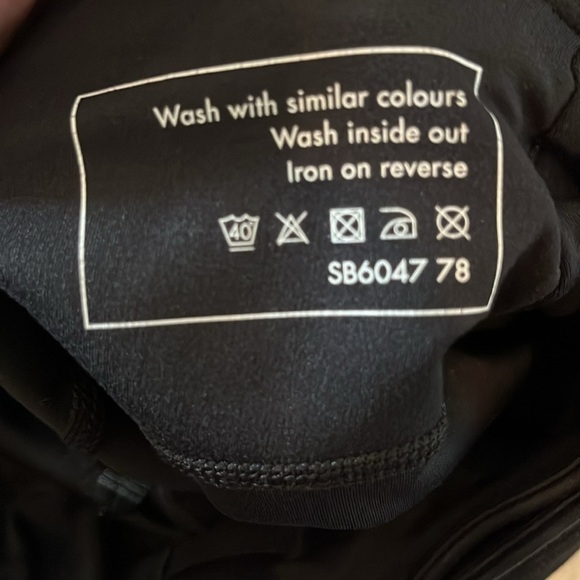 Wash with similar colours
Wash inside out
Iron on reverse
40°
SB6047 78